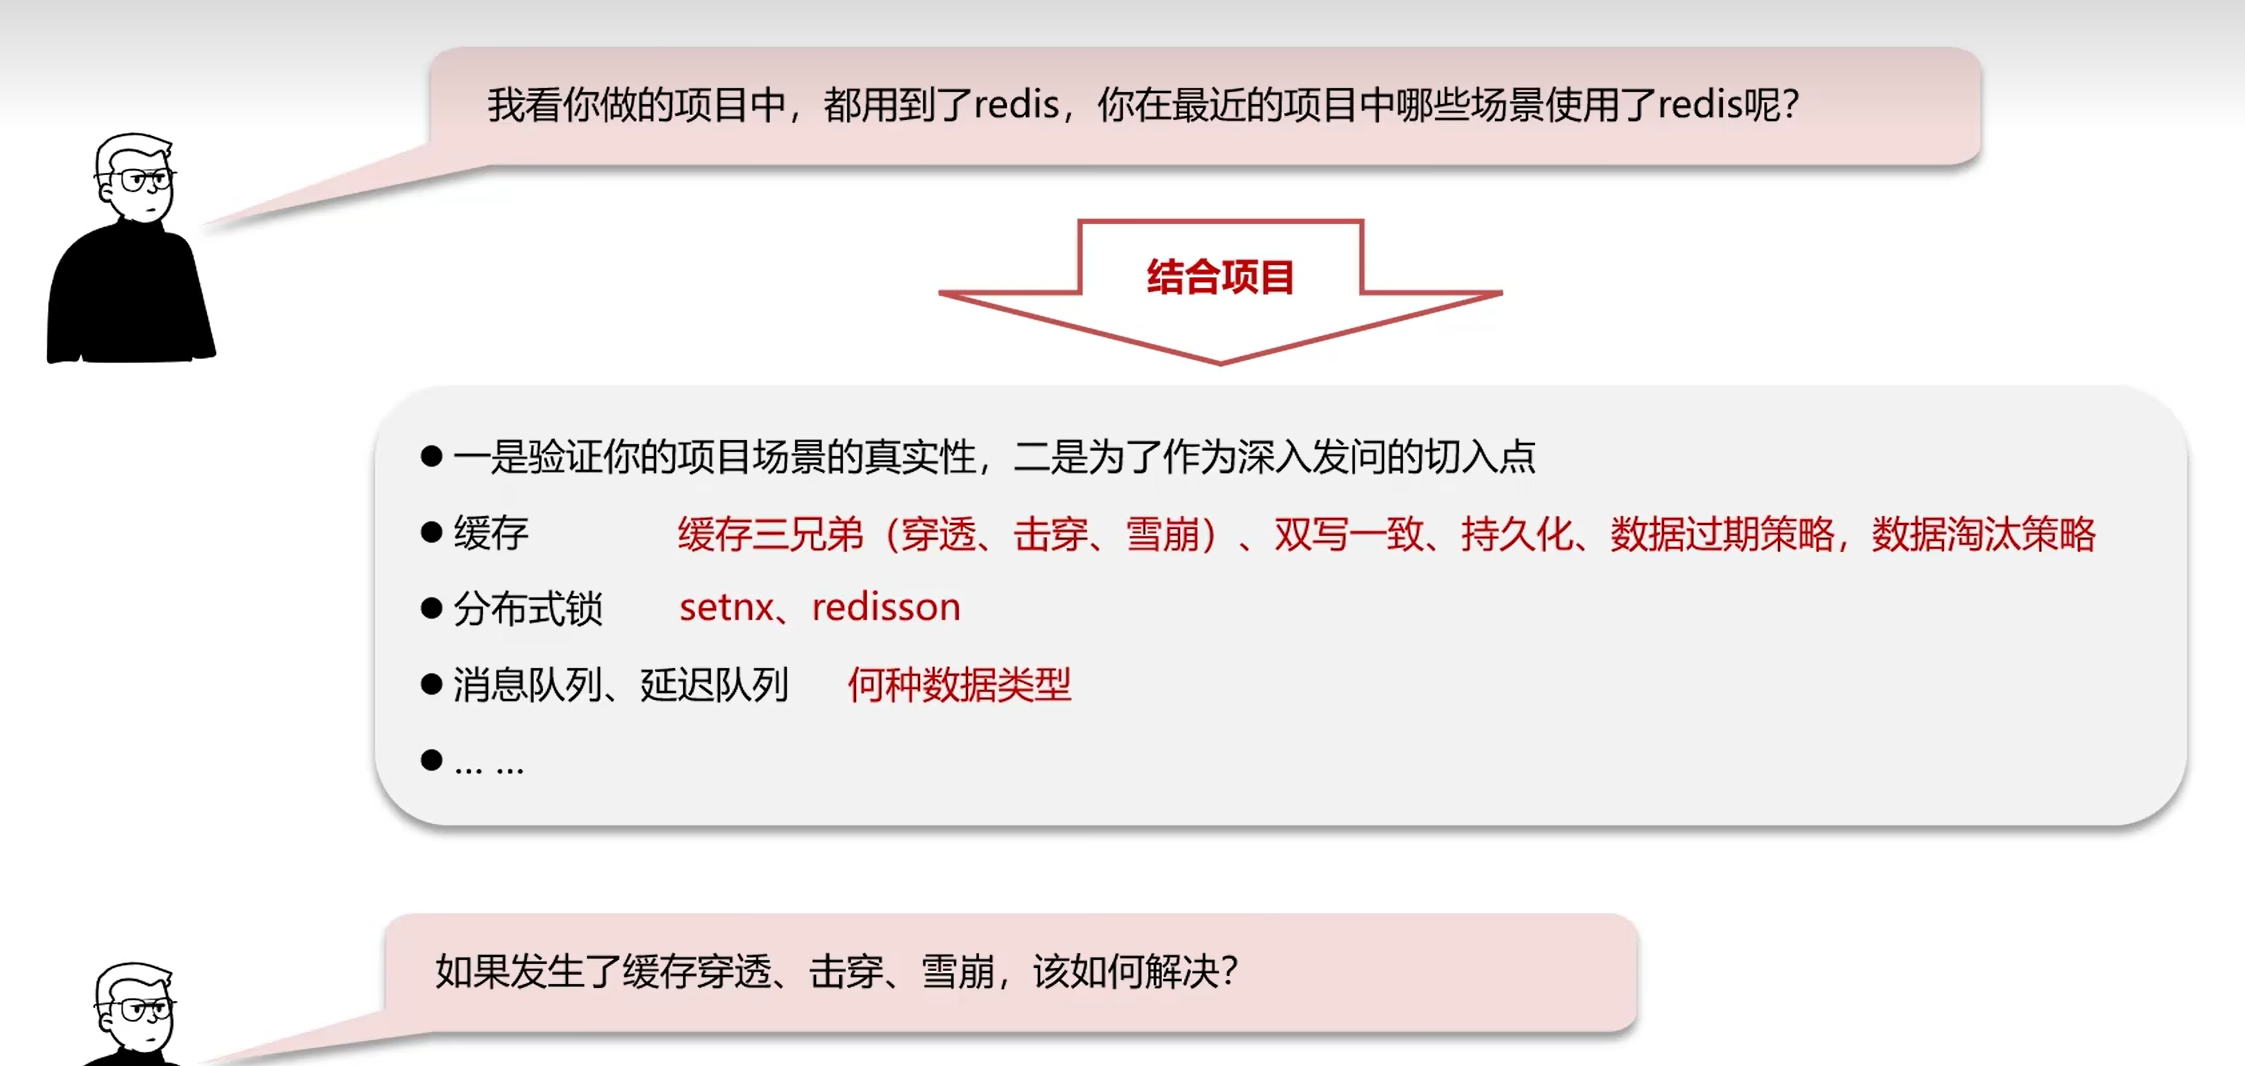 我看你做的项目中，都用到了redis，你在最近的项目中哪些场景使用了redis呢？
结合项目
●一是验证你的项目场景的真实性，二是为了作为深入发问的切入点
●缓存 缓存三兄弟（穿透、击穿、雪崩）、双写一致、持久化、数据过期策略，数据淘汰策略
●分布式锁 setnx、redisson
●消息队列、延迟队列 何种数据类型
●... ...
如果发生了缓存穿透、击穿、雪崩，该如何解决？